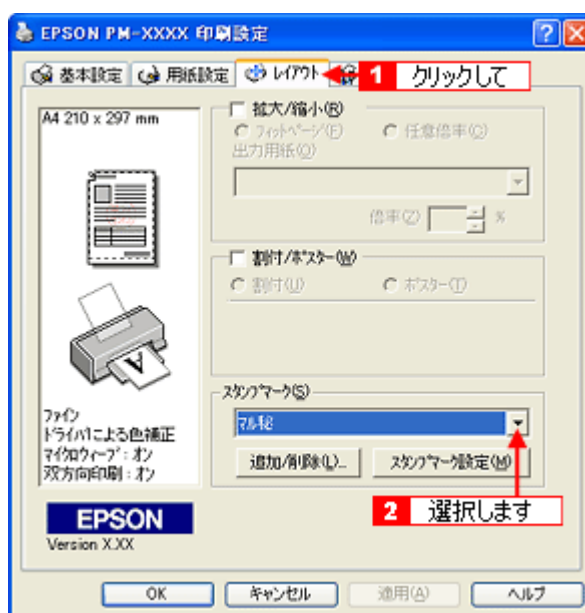 EPSON PM-XXXX 印刷設定
基本設定 用紙設定 レイアウト
1 クリックして
A4 210 x 297 mm
拡大/縮小(R)
フィットページ(F) 任意倍率(C)
出力用紙(O)
倍率(Z) %
割付/ポスター(W)
割付(U) ポスター(T)
スタンプマーク(S)
マル秘
追加/削除(L)... スタンプマーク設定(M)
2 選択します
ファイン
ドライバによる色補正
マイクロウィーブ：オン
双方向印刷：オン
EPSON
Version X.XX
OK キャンセル 適用(A) ヘルプ